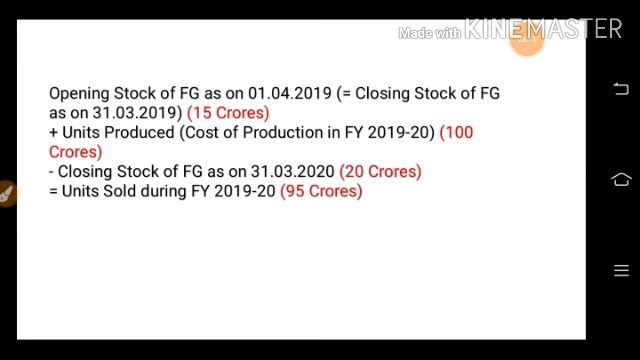 Made with KINEMASTER
Opening Stock of FG as on 01.04.2019 (= Closing Stock of FG
as on 31.03.2019) (15 Crores)
+ Units Produced (Cost of Production in FY 2019-20) (100
Crores)
- Closing Stock of FG as on 31.03.2020 (20 Crores)
= Units Sold during FY 2019-20 (95 Crores)